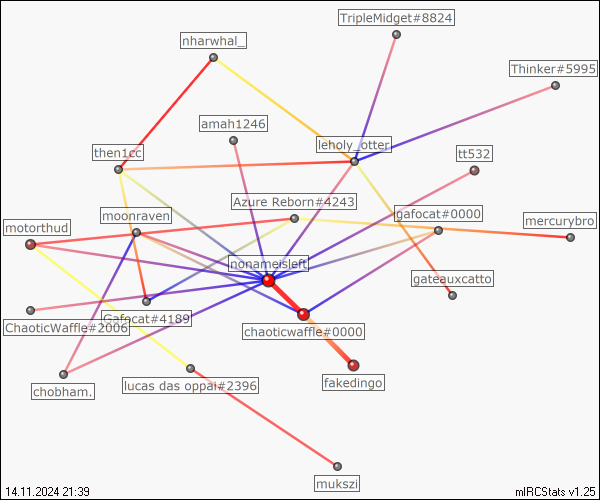 TripleMidget#8824
nharwhal_
Thinker#5995
amah1246
leholy_otter
then1cc
tt532
Azure Reborn#4243
moonraven
gafocat#0000
motorthud
mercurybro
nonameisleft
gateauxcatto
Gafocat#4189
ChaoticWaffle#2006
chaoticwaffle#0000
fakedingo
lucas das oppai#2396
chobham.
mukszi
14.11.2024 21:39
mIRCStats v1.25